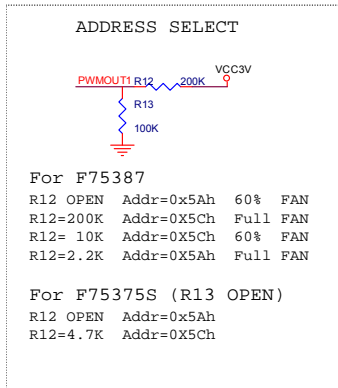 ADDRESS SELECT
VCC3V
PWMOUT1 R12 200K
R13
100K
For F75387
R12 OPEN Addr=0x5Ah 60% FAN
R12=200K Addr=0X5Ch Full FAN
R12= 10K Addr=0X5Ch 60% FAN
R12=2.2K Addr=0X5Ah Full FAN
For F75375S (R13 OPEN)
R12 OPEN Addr=0x5Ah
R12=4.7K Addr=0X5Ch